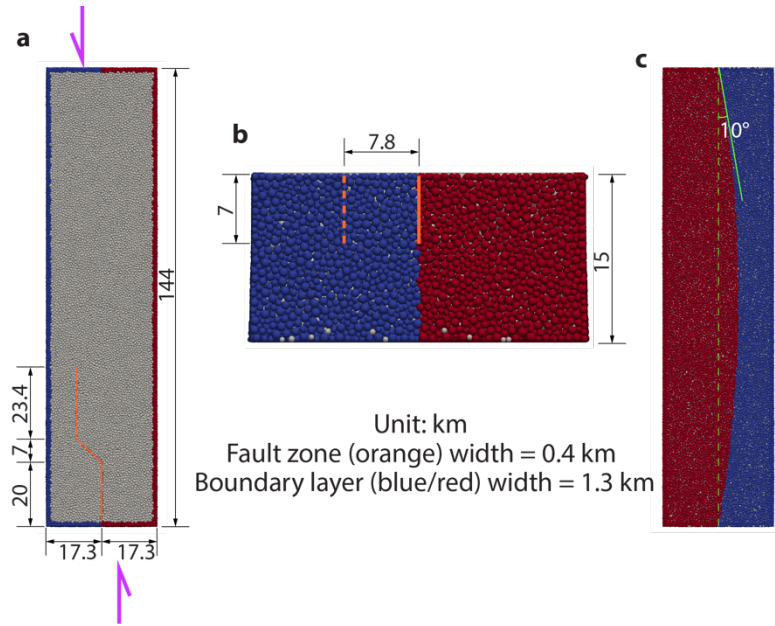 a
144
23.4
7
20
17.3
17.3
b
7.8
7
15
Unit: km
Fault zone (orange) width = 0.4 km
Boundary layer (blue/red) width = 1.3 km
c
10°